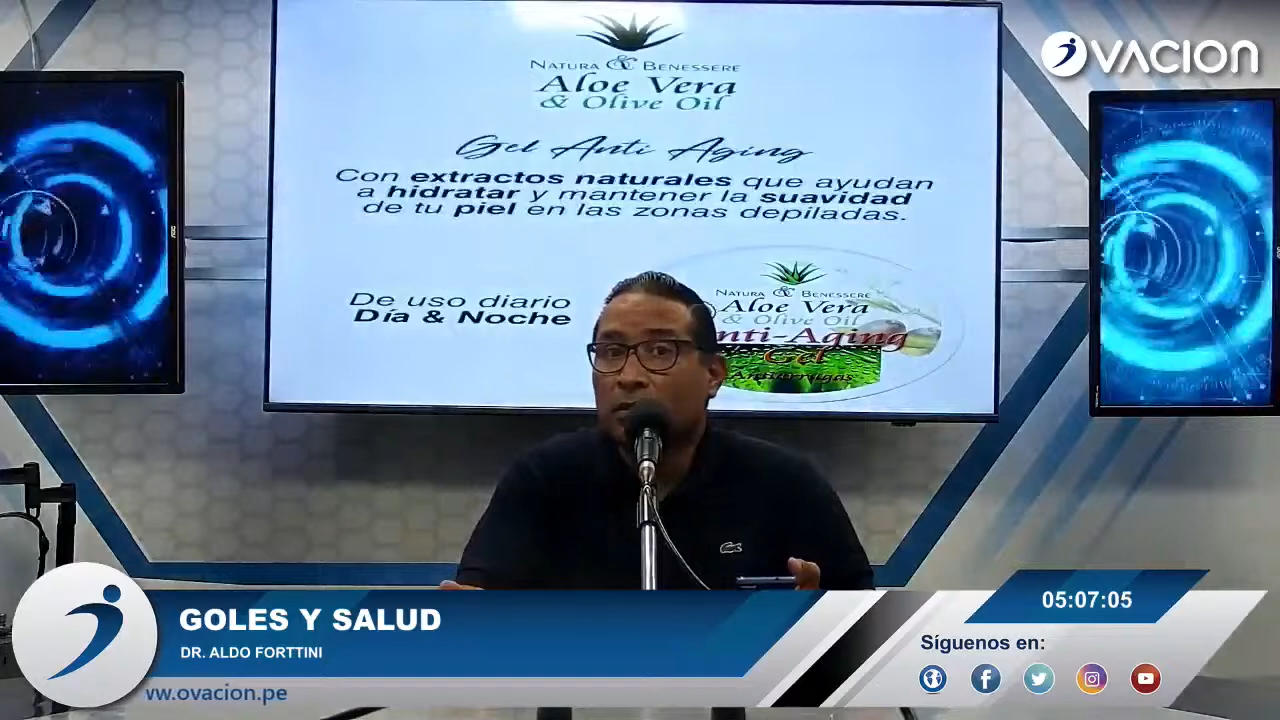 OVACION
NATURA & BENESSERE
Aloe Vera
& Olive Oil
Gel Anti Aging
Con extractos naturales que ayudan
a hidratar y mantener la suavidad
de tu piel en las zonas depiladas.
De uso diario
Día & Noche
NATURA & BENESSERE
Aloe Vera
& Olive Oil
nti-Aging
Gel
Antiarrugas
05:07:05
GOLES Y SALUD
DR. ALDO FORTTINI
Síguenos en:
vw.ovacion.pe